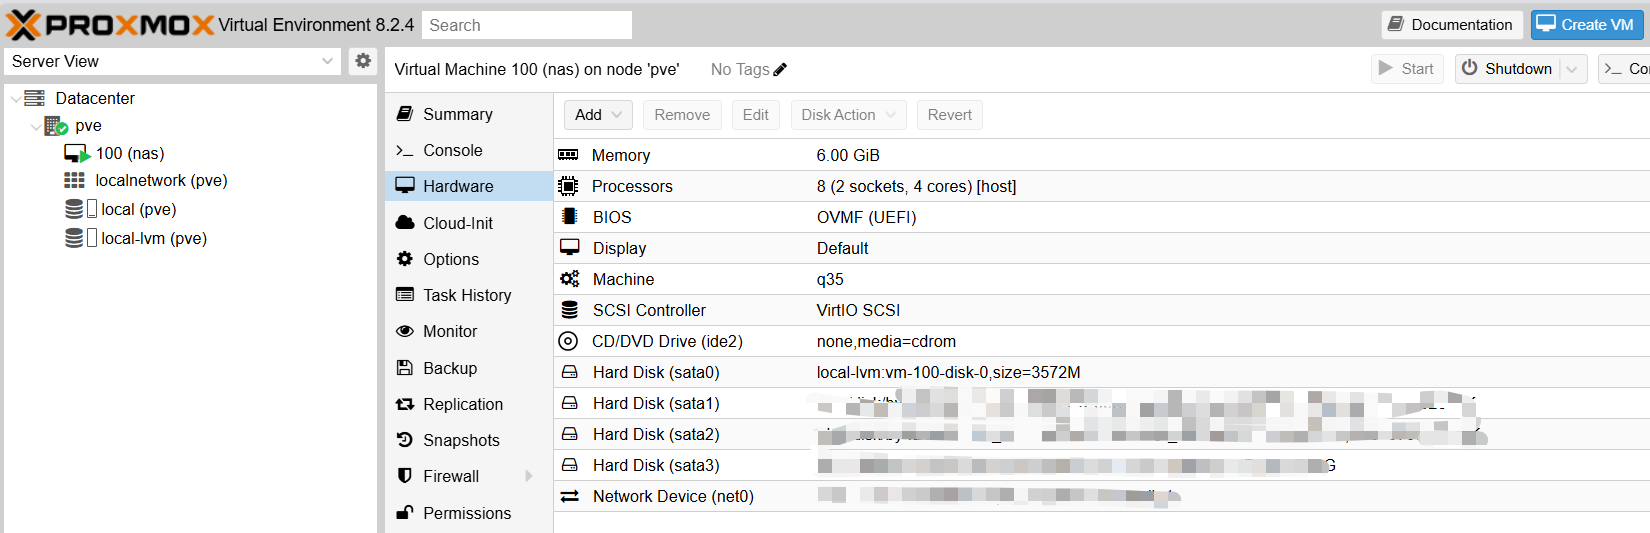 PROXMOX Virtual Environment 8.2.4 Search Documentation Create VM
Server View
Virtual Machine 100 (nas) on node 'pve' No Tags Start Shutdown
Datacenter
pve
100 (nas)
localnetwork (pve)
local (pve)
local-lvm (pve)
Summary
Console
Hardware
Cloud-Init
Options
Task History
Monitor
Backup
Replication
Snapshots
Firewall
Permissions
Add Remove Edit Disk Action Revert
Memory 6.00 GiB
Processors 8 (2 sockets, 4 cores) [host]
BIOS OVMF (UEFI)
Display Default
Machine q35
SCSI Controller VirtIO SCSI
CD/DVD Drive (ide2) none,media=cdrom
Hard Disk (sata0) local-lvm:vm-100-disk-0,size=3572M
Hard Disk (sata1)
Hard Disk (sata2)
Hard Disk (sata3)
Network Device (net0)